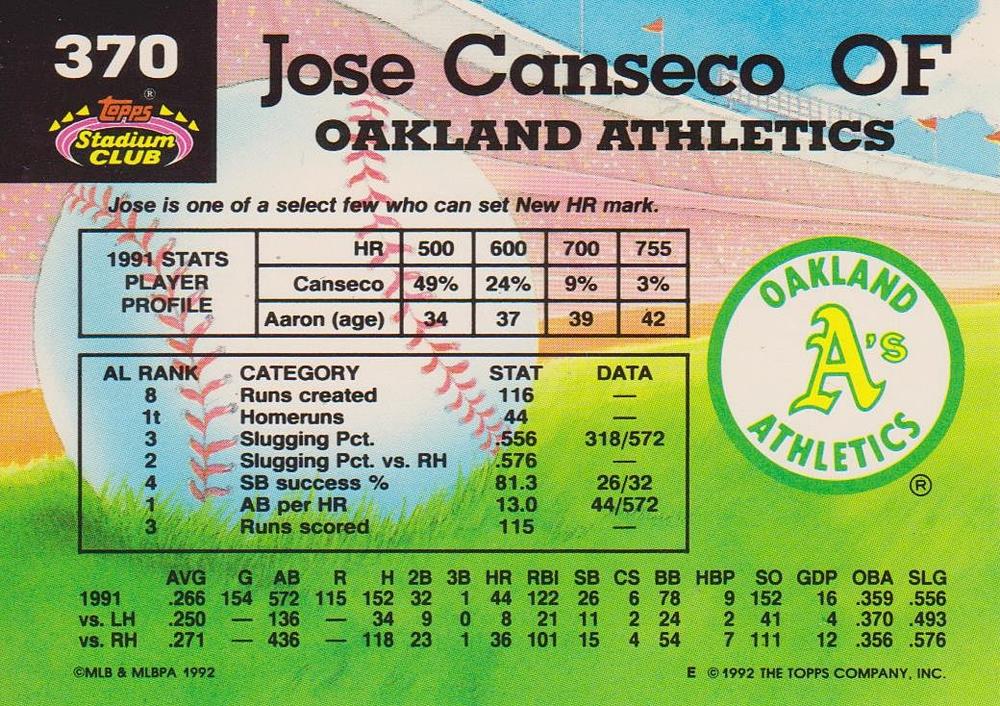 370
Topps ®
Stadium
CLUB
Jose Canseco OF
OAKLAND ATHLETICS
Jose is one of a select few who can set New HR mark.
1991 STATS
PLAYER
PROFILE
HR 500 600 700 755
Canseco 49% 24% 9% 3%
Aaron (age) 34 37 39 42
OAKLAND
A's
ATHLETICS
®
AL RANK CATEGORY STAT DATA
8 Runs created 116 —
1t Homeruns 44 —
3 Slugging Pct. .556 318/572
2 Slugging Pct. vs. RH .576 —
4 SB success % 81.3 26/32
1 AB per HR 13.0 44/572
3 Runs scored 115 —
AVG G AB R H 2B 3B HR RBI SB CS BB HBP SO GDP OBA SLG
1991 .266 154 572 115 152 32 1 44 122 26 6 78 9 152 16 .359 .556
vs. LH .250 — 136 — 34 9 0 8 21 11 2 24 2 41 4 .370 .493
vs. RH .271 — 436 — 118 23 1 36 101 15 4 54 7 111 12 .356 .576
©MLB & MLBPA 1992
E ©1992 THE TOPPS COMPANY, INC.